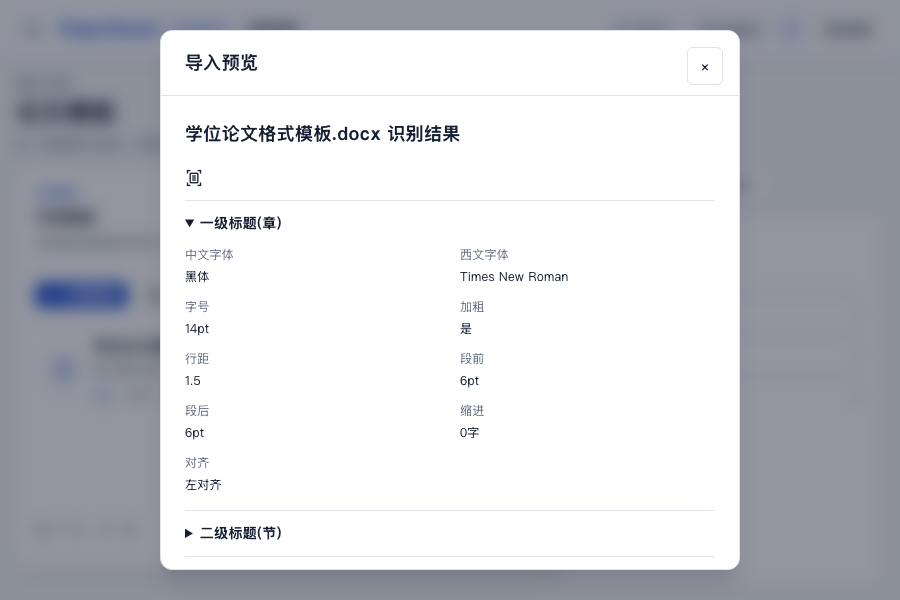 导入预览
×
学位论文格式模板.docx 识别结果
一级标题(章)
中文字体
西文字体
黑体
Times New Roman
字号
加粗
14pt
是
行距
段前
1.5
6pt
段后
缩进
6pt
0字
对齐
左对齐
二级标题(节)